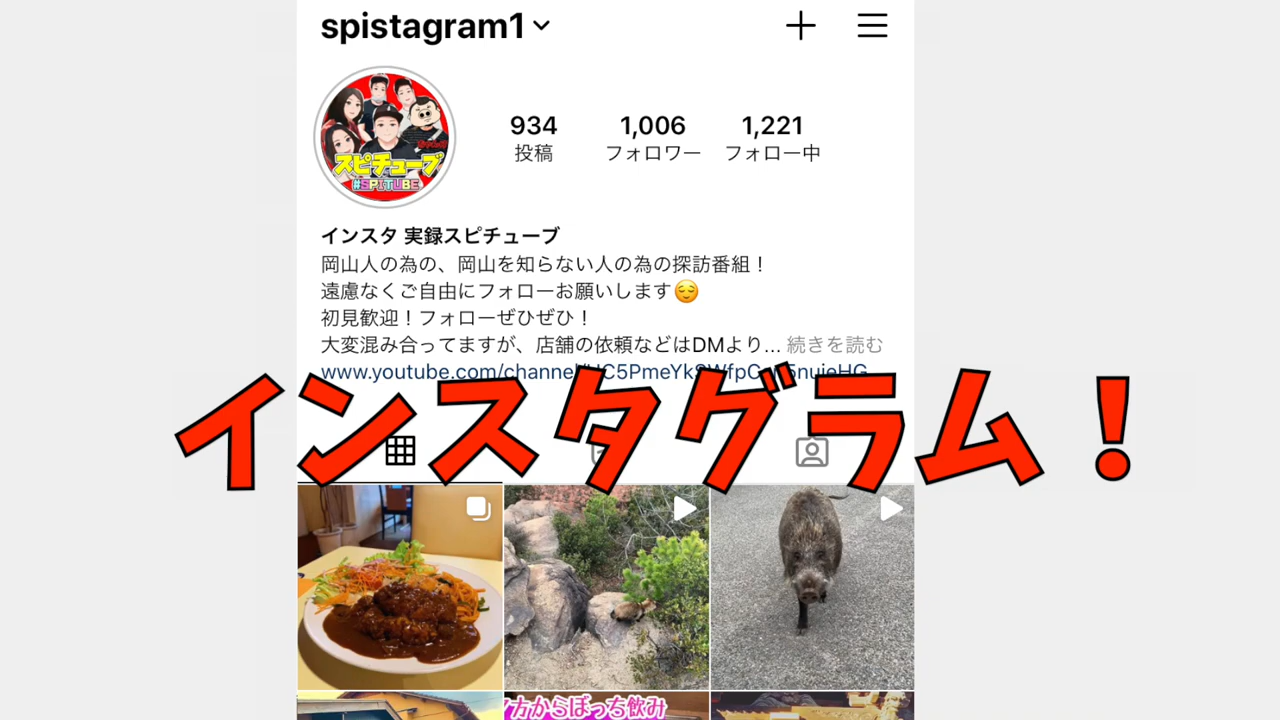 spistagram1
934
1,006
1,221
投稿
フォロワー
フォロー中
スピチューブ
#SPITUBE
インスタ 実録スピチューブ
岡山人の為の、岡山を知らない人の為の探訪番組！
遠慮なくご自由にフォローお願いします😌
初見歓迎！フォローぜひぜひ！
大変混み合ってますが、店舗の依頼などはDMより... 続きを読む
インスタグラム！
夕方からぼっち飲み